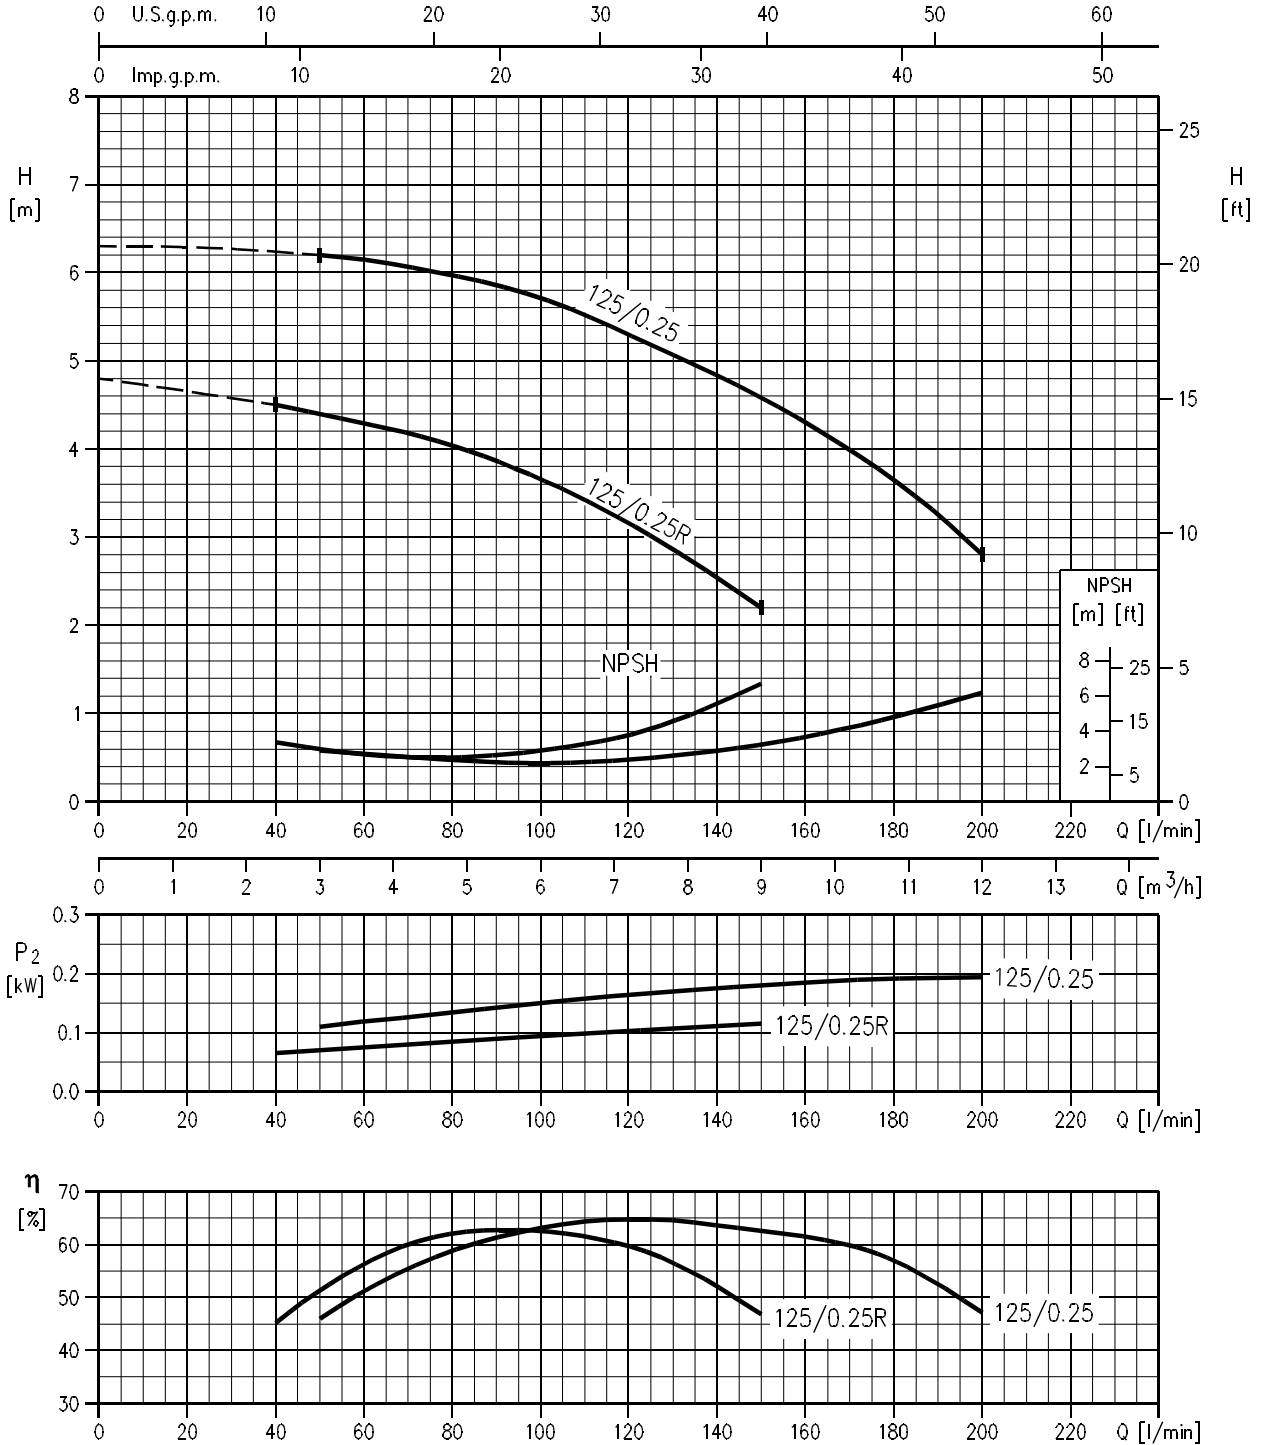 0 U.S.g.p.m. 10 20 30 40 50 60
0 Imp.g.p.m. 10 20 30 40 50
8
7
6
5
4
3
2
1
0
H
[m]
25
20
15
10
5
0
H
[ft]
125/0.25
125/0.25R
NPSH
NPSH
[m] [ft]
8
6
4
2
25
15
5
0 20 40 60 80 100 120 140 160 180 200 220 Q [l/min]
0 1 2 3 4 5 6 7 8 9 10 11 12 13 Q [m³/h]
0.3
P2
[kW]
0.2
0.1
0.0
125/0.25
125/0.25R
0 20 40 60 80 100 120 140 160 180 200 220 Q [l/min]
η
[%]
70
60
50
40
30
125/0.25R
125/0.25
0 20 40 60 80 100 120 140 160 180 200 220 Q [l/min]